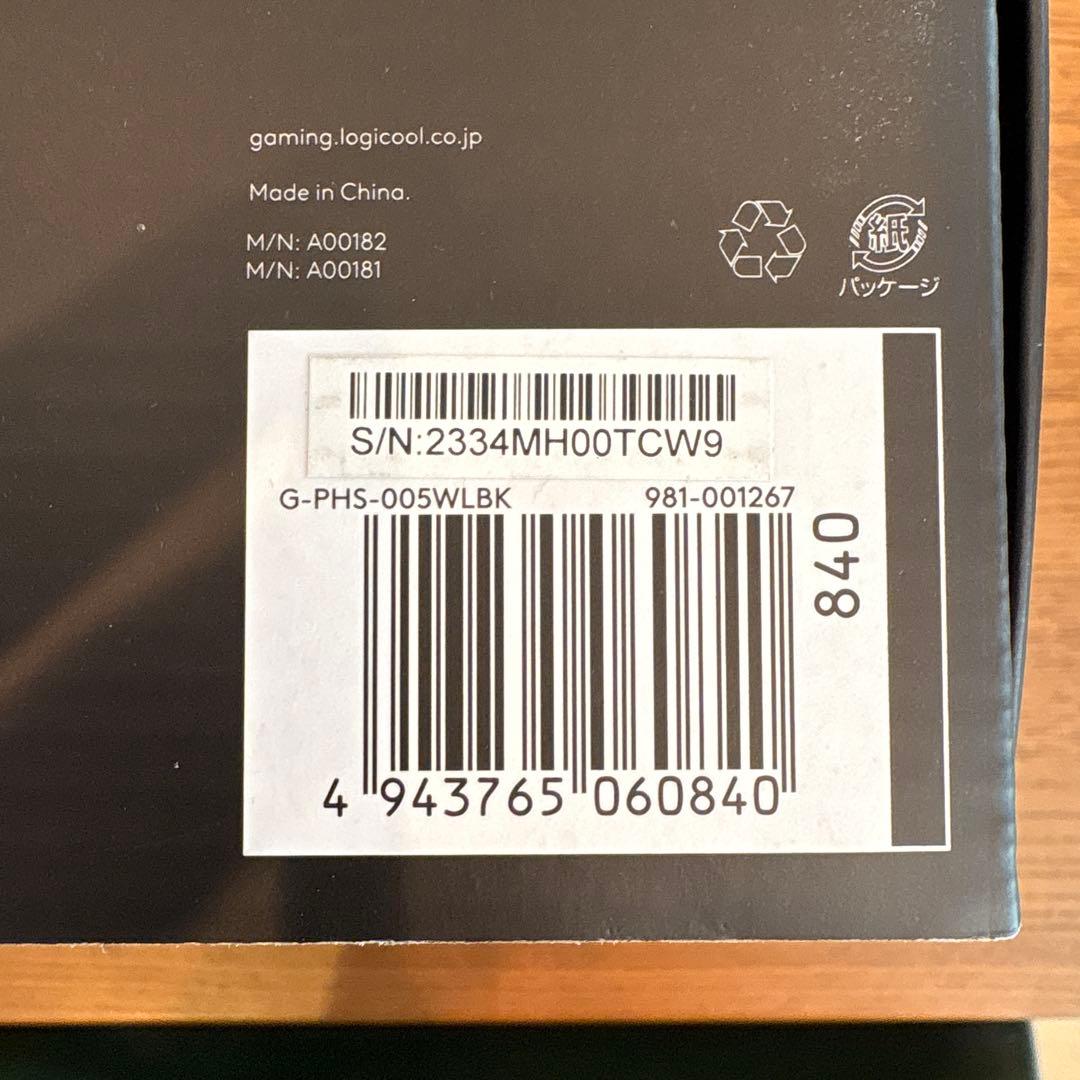 gaming.logicool.co.jp
Made in China.
M/N: A00182
M/N: A00181
紙
パッケージ
S/N:2334MH00TCW9
G-PHS-005WLBK 981-001267
840
4 943765 060840